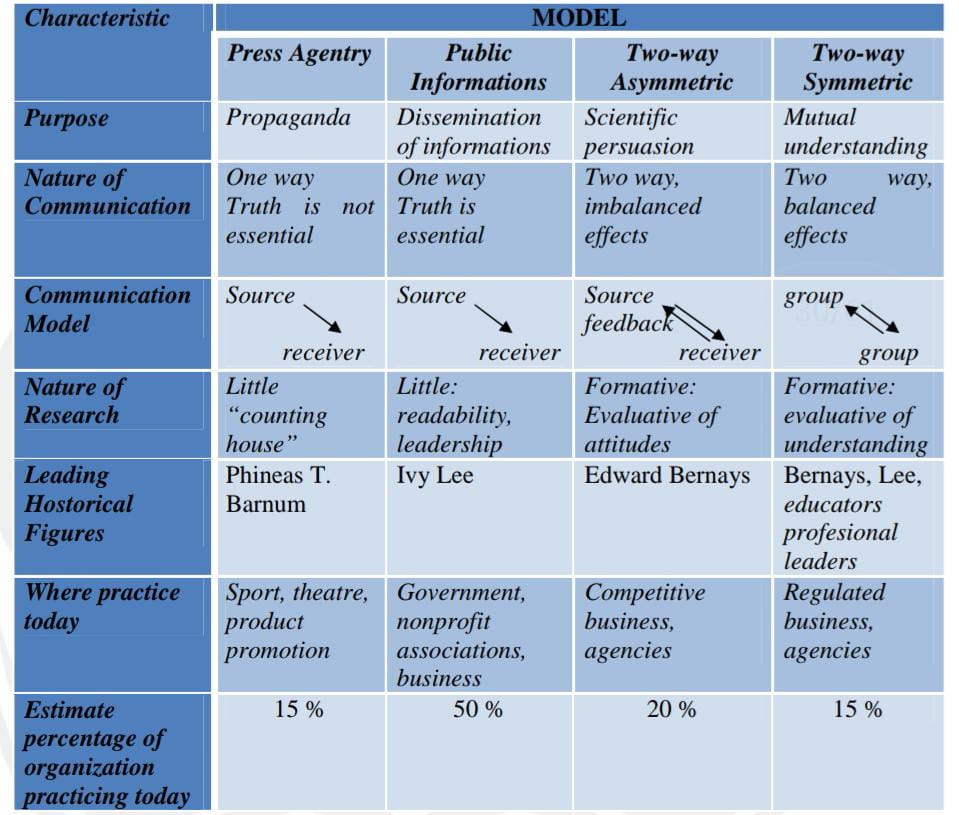 Characteristic
MODEL
Press Agentry
Public
Informations
Two-way
Asymmetric
Two-way
Symmetric
Purpose
Propaganda
Dissemination
of informations
Scientific
persuasion
Mutual
understanding
Nature of
Communication
One way
Truth is not
essential
One way
Truth is
essential
Two way,
imbalanced
effects
Two way,
balanced
effects
Communication
Model
Source
receiver
Source
receiver
Source
feedback
receiver
group
group
Nature of
Research
Little
“counting
house”
Little:
readability,
leadership
Formative:
Evaluative of
attitudes
Formative:
evaluative of
understanding
Leading
Hostorical
Figures
Phineas T.
Barnum
Ivy Lee
Edward Bernays
Bernays, Lee,
educators
profesional
leaders
Where practice
today
Sport, theatre,
product
promotion
Government,
nonprofit
associations,
business
Competitive
business,
agencies
Regulated
business,
agencies
Estimate
percentage of
organization
practicing today
15 %
50 %
20 %
15 %